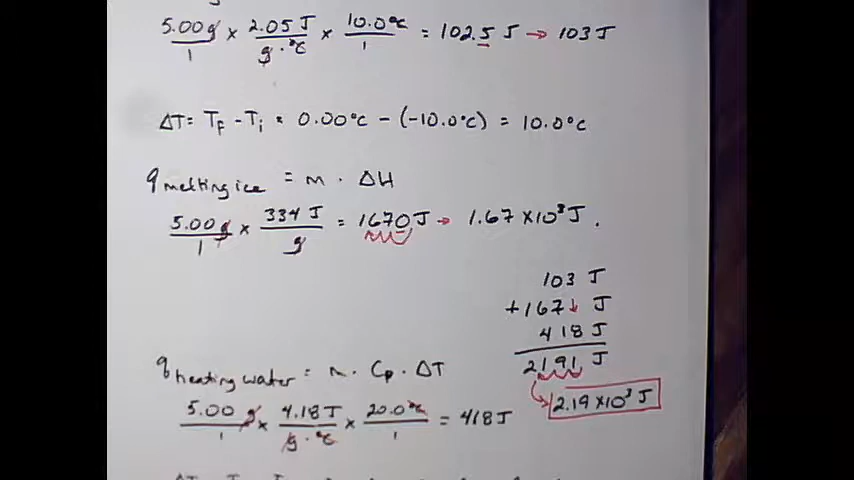 5.00g/1 × 2.05 J/g·°C × 10.0°C/1 = 102.5 J → 103 J
ΔT = TF - Ti = 0.00°C - (-10.0°C) = 10.0°C
q melting ice = m · ΔH
5.00 g/1 × 334 J/g = 1670 J → 1.67 × 10³ J.
103 J
+167↓ J
418 J
2191 J
2.19 × 10³ J
q heating water = m · Cp · ΔT
5.00 g/1 × 4.18 J/g·°C × 20.0°C/1 = 418 J